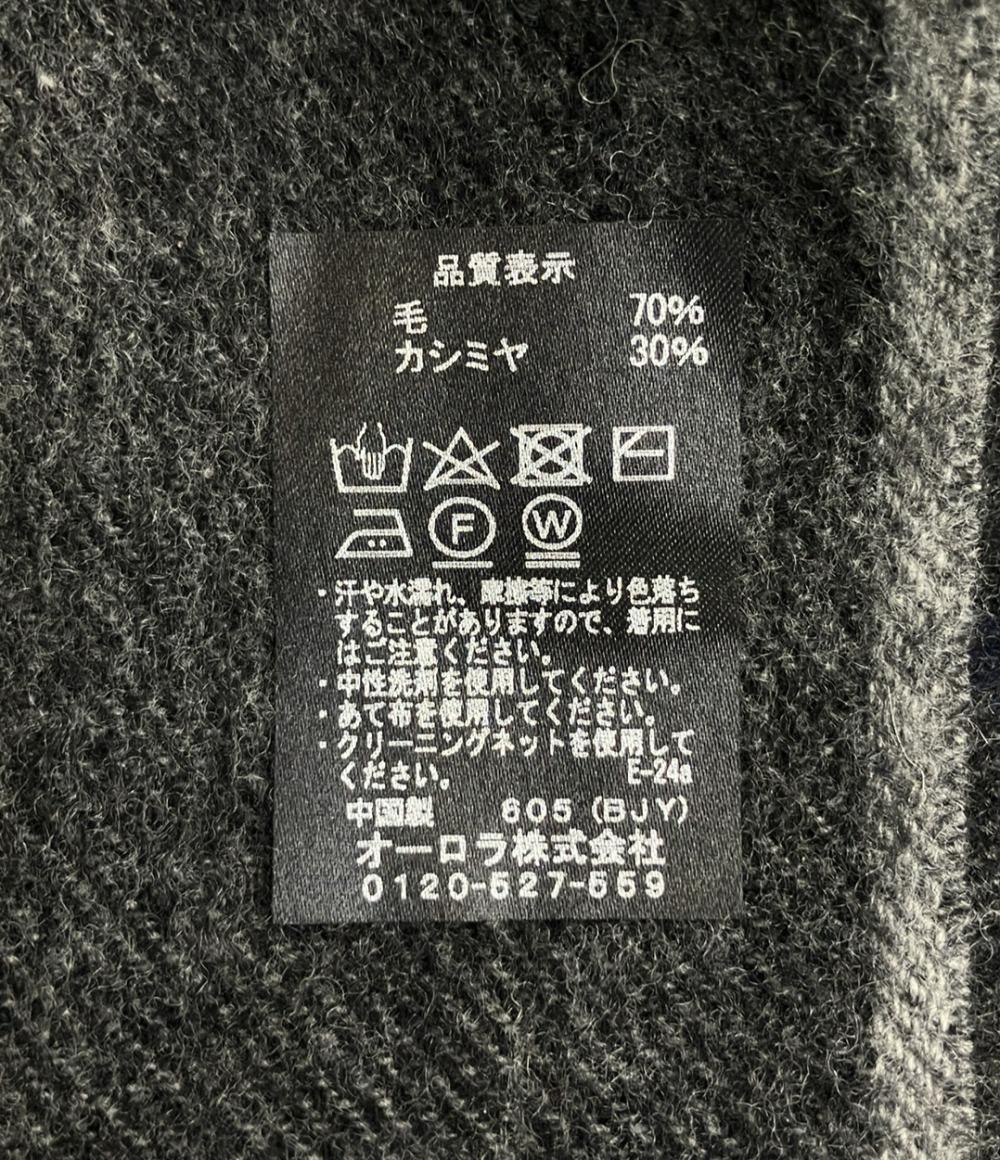 品質表示
毛 70%
カシミヤ 30%
F W
・汗や水濡れ、摩擦等により色落ち
することがありますので、着用に
はご注意ください。
・中性洗剤を使用してください。
・あて布を使用してください。
・クリーニングネットを使用して
ください。 E-24a
中国製 605 (BJY)
オーロラ株式会社
0120-527-559